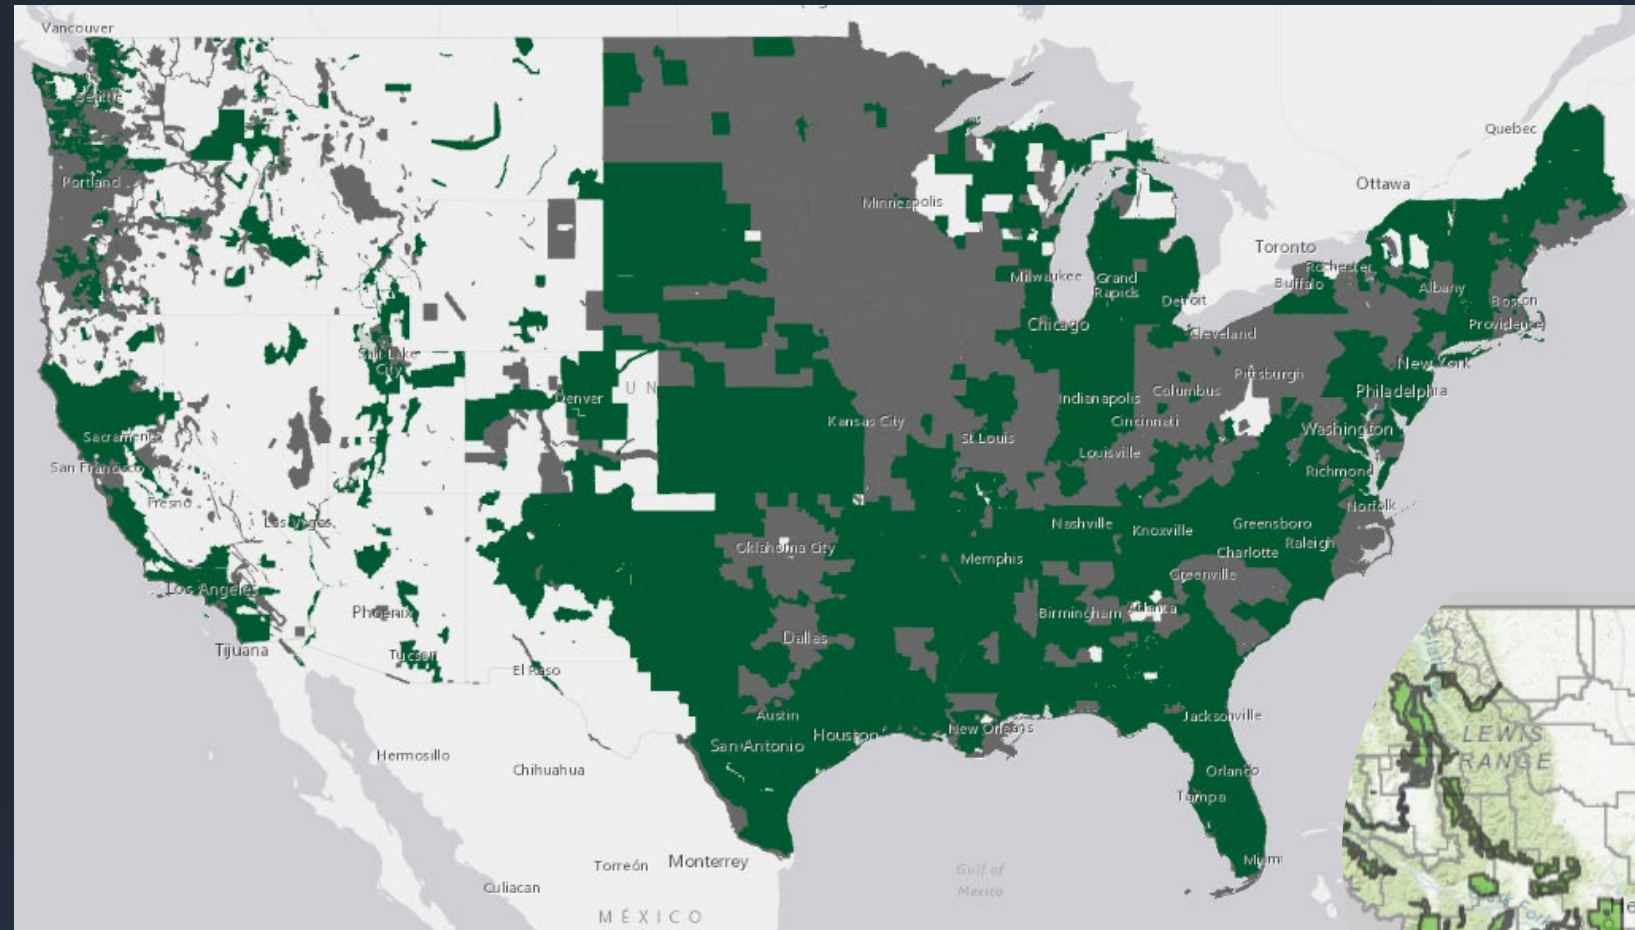 Vancouver
Seattle
Quebec
Portland
Ottawa
Minneapolis
Toronto
Rochester
Milwaukee
Grand
Rapids
Buffalo
Albany
Boston
Detroit
Chicago
Providence
Cleveland
Salt Lake
City
New York
Pittsburgh
U N
Denver
Indianapolis
Columbus
Philadelphia
Kansas City
Cincinnati
Washington
Sacramento
St Louis
Louisville
San Francisco
Richmond
Fresno
Norfolk
Las Vegas
Nashville
Knoxville
Greensboro
Oklahoma City
Memphis
Charlotte
Raleigh
Greenville
Los Angeles
Phoenix
Birmingham
Atlanta
Dallas
Tijuana
Tucson
El Paso
Austin
Jacksonville
New Orleans
San Antonio
Houston
LEWIS
RANGE
Hermosillo
Chihuahua
Orlando
Tampa
Torreón
Monterrey
Miami
Gulf of
Mexico
Culiacan
MÉXICO
He